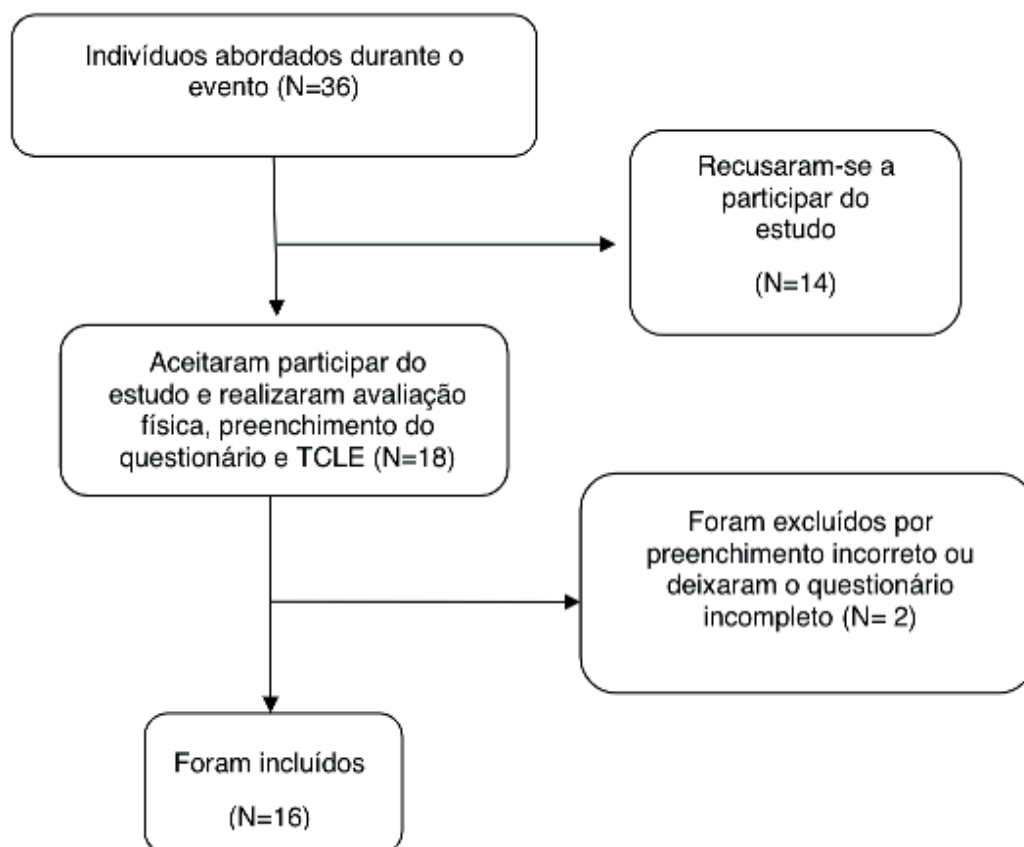 Indivíduos abordados durante o
evento (N=36)
Recusaram-se a
participar do
estudo
(N=14)
Aceitaram participar do
estudo e realizaram avaliação
física, preenchimento do
questionário e TCLE (N=18)
Foram excluídos por
preenchimento incorreto ou
deixaram o questionário
incompleto (N= 2)
Foram incluídos
(N=16)